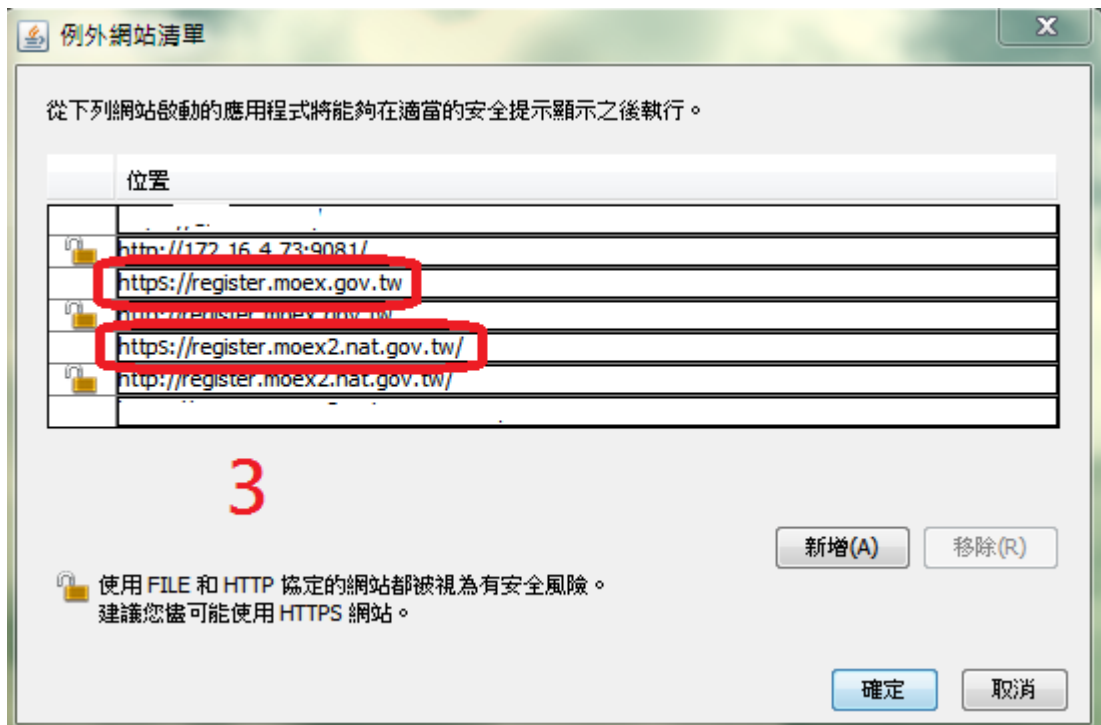 例外網站清單
從下列網站啟動的應用程式將能夠在適當的安全提示顯示之後執行。
位置
http://172.16.4.73:9081/
https://register.moex.gov.tw
http://register.moex.gov.tw
https://register.moex2.nat.gov.tw/
http://register.moex2.nat.gov.tw/
3
新增(A)
移除(R)
使用 FILE 和 HTTP 協定的網站都被視為有安全風險。
建議您儘可能使用 HTTPS 網站。
確定
取消